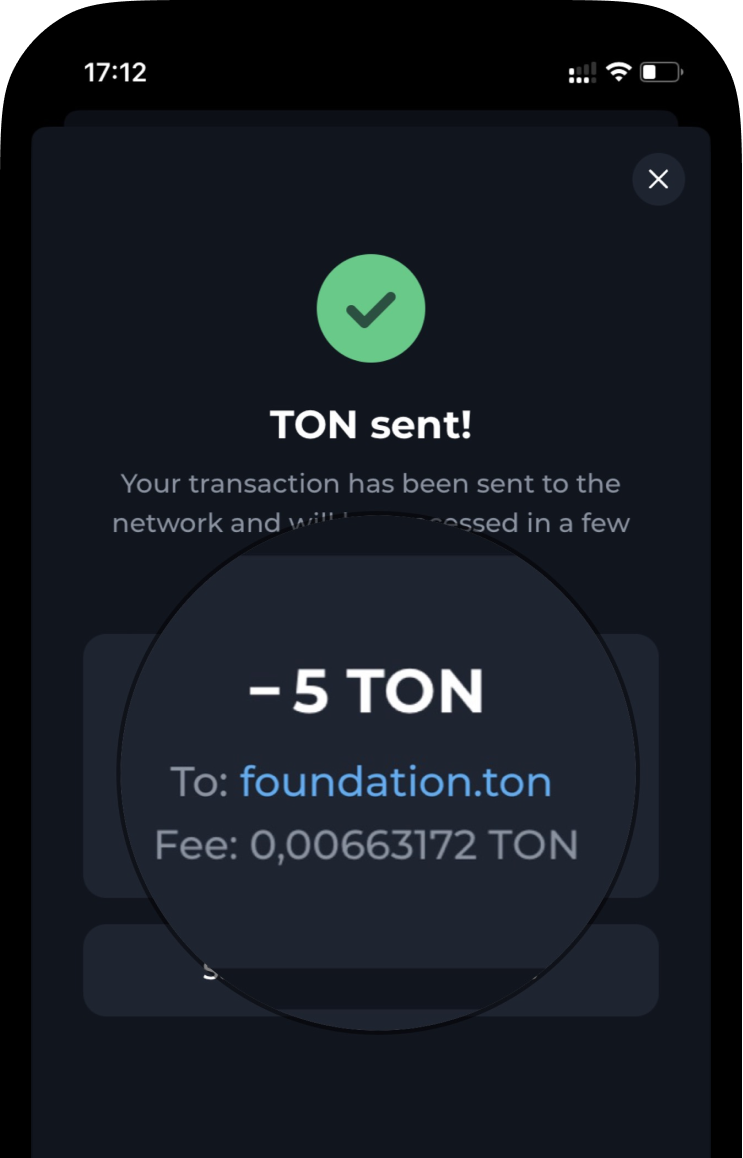 17:12
TON sent!
Your transaction has been sent to the
network and will in a few
– 5 TON
To: foundation.ton
Fee: 0,00663172 TON